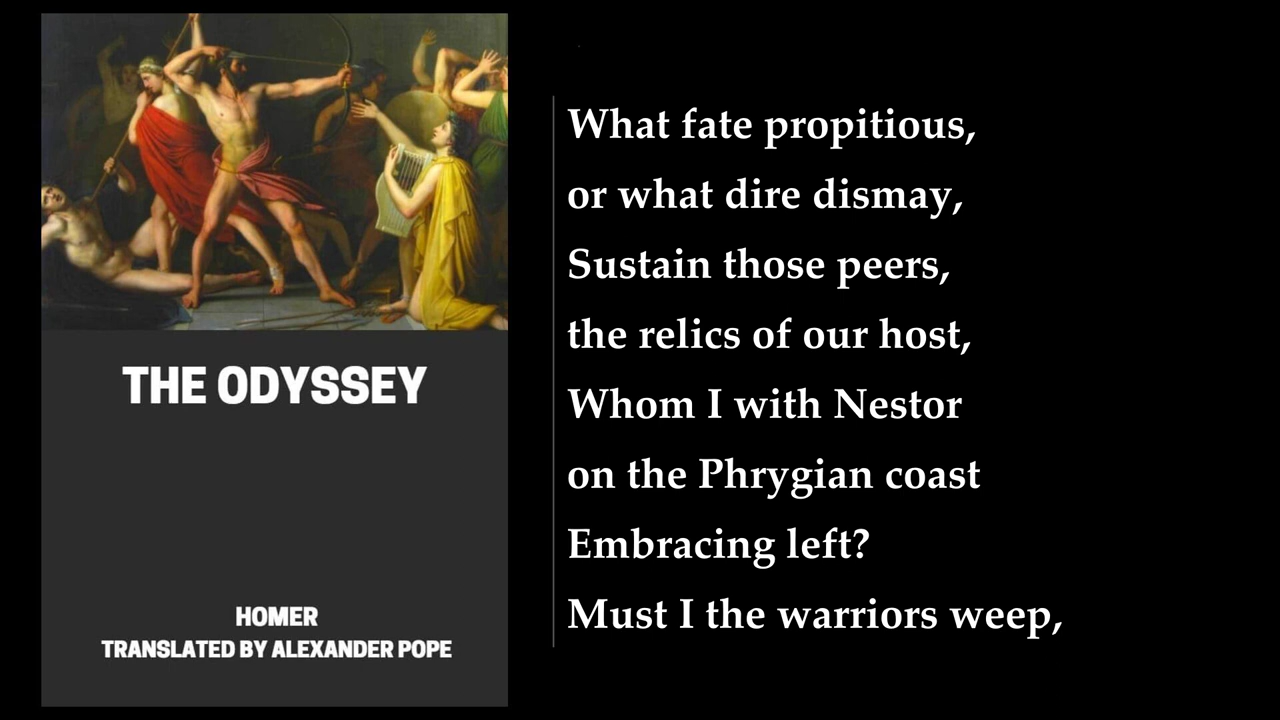 THE ODYSSEY
HOMER
TRANSLATED BY ALEXANDER POPE
What fate propitious,
or what dire dismay,
Sustain those peers,
the relics of our host,
Whom I with Nestor
on the Phrygian coast
Embracing left?
Must I the warriors weep,